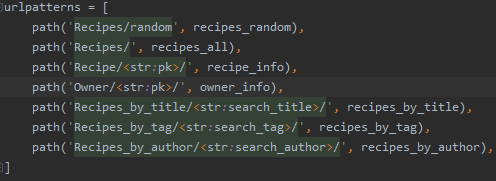 urlpatterns = [
    path('Recipes/random', recipes_random),
    path('Recipes/', recipes_all),
    path('Recipe/<str:pk>/', recipe_info),
    path('Owner/<str:pk>/', owner_info),
    path('Recipes_by_title/<str:search_title>/', recipes_by_title),
    path('Recipes_by_tag/<str:search_tag>/', recipes_by_tag),
    path('Recipes_by_author/<str:search_author>/', recipes_by_author),
]